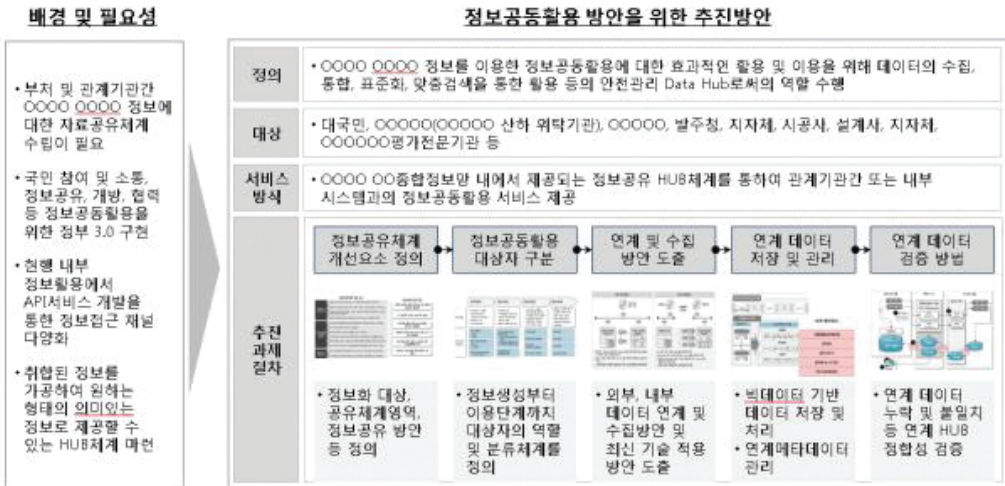 배경 및 필요성
• 부처 및 관계기관간
OOOO OOOO 정보에
대한 자료공유체계
수립이 필요
• 국민 참여 및 소통,
정보공유, 개방, 협력
등 정보공동활용을
위한 정부 3.0 구현
• 현행 내부
정보활용에서
API서비스 개발을
통한 정보접근 채널
다양화
• 취합된 정보를
가공하여 원하는
형태의 의미있는
정보로 제공할 수
있는 HUB체계 마련
정보공동활용 방안을 위한 추진방안
정의
• OOOO OOOO 정보를 이용한 정보공동활용에 대한 효과적인 활용 및 이용을 위해 데이터의 수집,
통합, 표준화, 맞춤검색을 통한 활용 등의 안전관리 Data Hub로써의 역할 수행
대상
• 대국민, OOOOO(OOOOO 산하 위탁기관), OOOOO, 발주청, 지자체, 시공사, 설계사, 지자체,
OOOOOO평가전문기관 등
서비스
방식
• OOOO OO종합정보망 내에서 제공되는 정보공유 HUB체계를 통하여 관계기관간 또는 내부
시스템과의 정보공동활용 서비스 제공
추진
과제
절차
정보공유체계
개선요소 정의
정보공동활용
대상자 구분
연계 및 수집
방안 도출
연계 데이터
저장 및 관리
연계 데이터
검증 방법
• 정보화 대상,
공유체계영역,
정보공유 방안
등 정의
• 정보생성부터
이용단계까지
대상자의 역할
및 분류체계를
정의
• 외부, 내부
데이터 연계 및
수집방안 및
최신 기술 적용
방안 도출
• 빅데이터 기반
데이터 저장 및
처리
• 연계메타데이터
관리
• 연계 데이터
누락 및 불일치
등 연계 HUB
정합성 검증